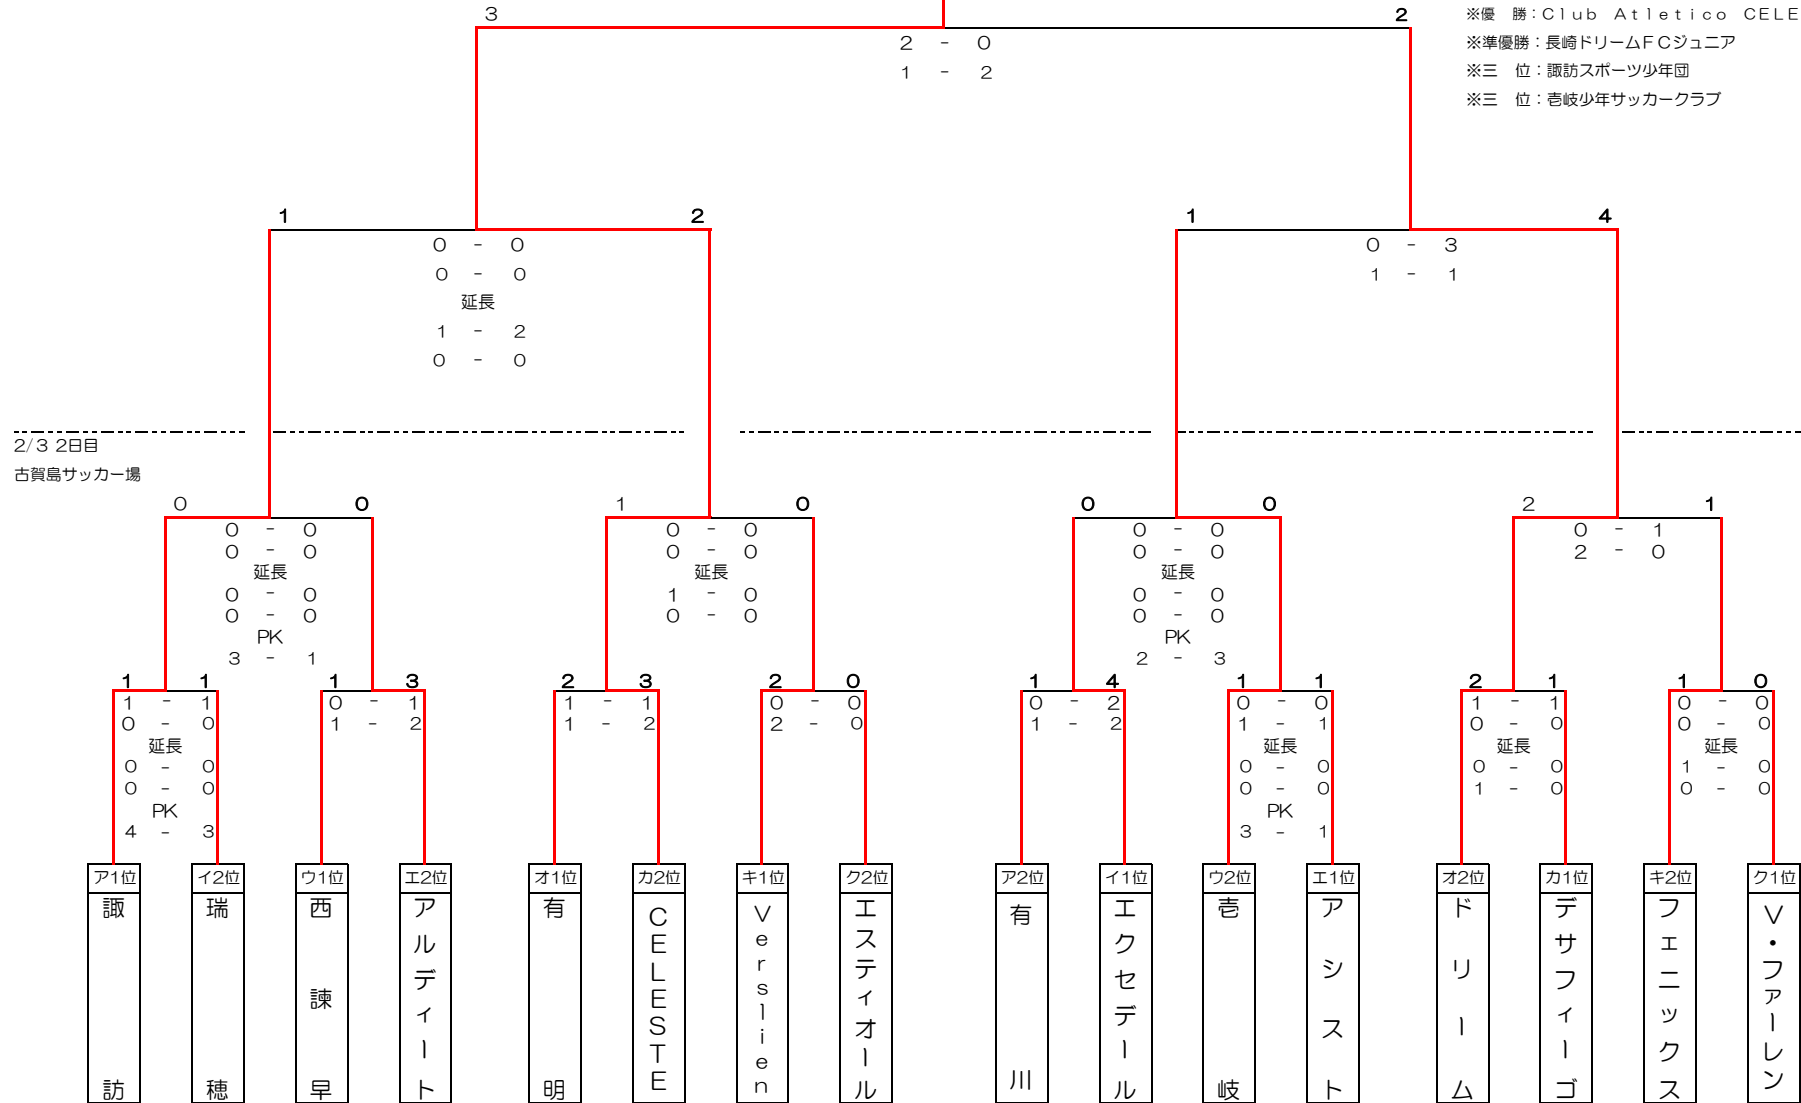 3
2
※優　勝：Club Atletico CELE
2 - 0
※準優勝：長崎ドリームＦＣジュニア
1 - 2
※三　位：諏訪スポーツ少年団
※三　位：壱岐少年サッカークラブ
1 2
0 - 0
0 - 0
延長
1 - 2
0 - 0
1 4
0 - 3
1 - 1
2/3 2日目
古賀島サッカー場
0 0
0 - 0
0 - 0
延長
0 - 0
0 - 0
PK
3 - 1
1 0
0 - 0
0 - 0
延長
1 - 0
0 - 0
0 0
0 - 0
0 - 0
延長
0 - 0
0 - 0
PK
2 - 3
2 1
0 - 1
2 - 0
1 1
1 - 1
0 - 0
延長
0 - 0
0 - 0
PK
4 - 3
1 3
0 - 1
1 - 2
2 3
1 - 1
1 - 2
2 0
0 - 0
2 - 0
1 4
0 - 2
1 - 2
1 1
0 - 0
1 - 1
延長
0 - 0
0 - 0
PK
3 - 1
2 1
1 - 1
0 - 0
延長
0 - 0
1 - 0
1 0
0 - 0
0 - 0
延長
1 - 0
0 - 0
ア1位
諏訪
イ2位
瑞穂
ウ1位
西諫早
エ2位
アルディート
オ1位
有明
カ2位
CELESTE
キ1位
Verslien
ク2位
エスティオール
ア2位
有川
イ1位
エクセデール
ウ2位
壱岐
エ1位
アシスト
オ2位
ドリーム
カ1位
デサフィーゴ
キ2位
フェニックス
ク1位
V・ファーレン